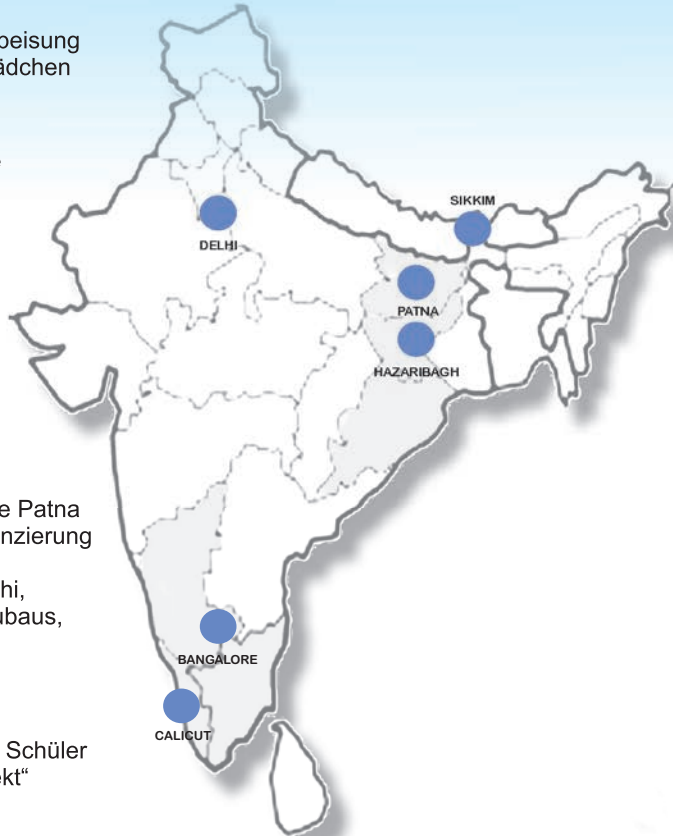 peisung
ädchen
SIKKIM
DELHI
PATNA
HAZARIBAGH
e Patna
nzierung
hi,
ubaus,
BANGALORE
CALICUT
Schüler
ekt“